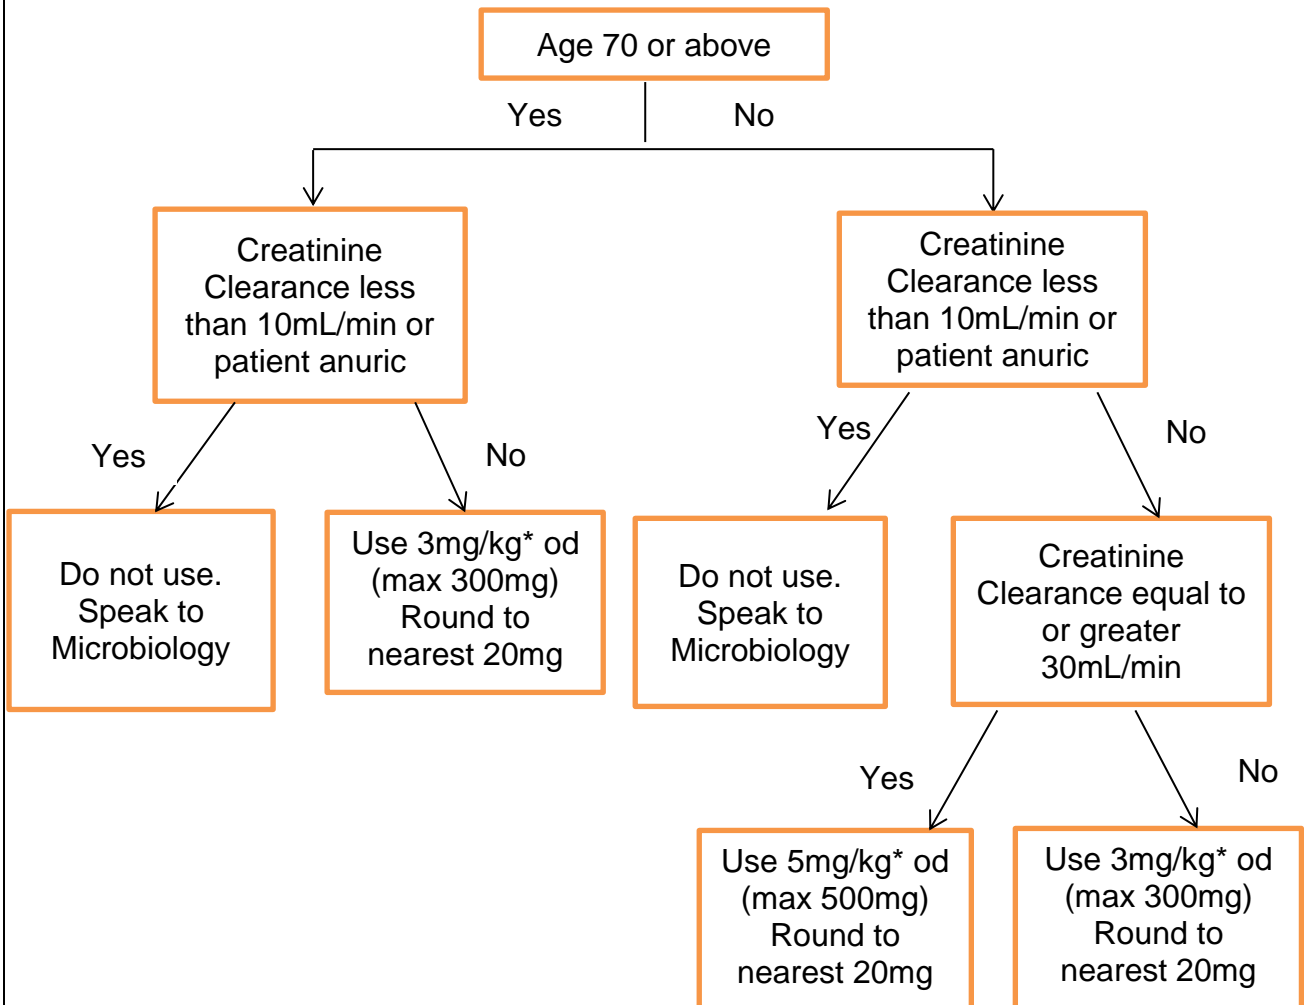 Age 70 or above
Yes
No
Creatinine
Clearance less
than 10mL/min or
patient anuric
Creatinine
Clearance less
than 10mL/min or
patient anuric
Yes
No
Yes
No
Do not use.
Speak to
Microbiology
Use 3mg/kg* od
(max 300mg)
Round to
nearest 20mg
Do not use.
Speak to
Microbiology
Creatinine
Clearance equal to
or greater
30mL/min
Yes
No
Use 5mg/kg* od
(max 500mg)
Round to
nearest 20mg
Use 3mg/kg* od
(max 300mg)
Round to
nearest 20mg